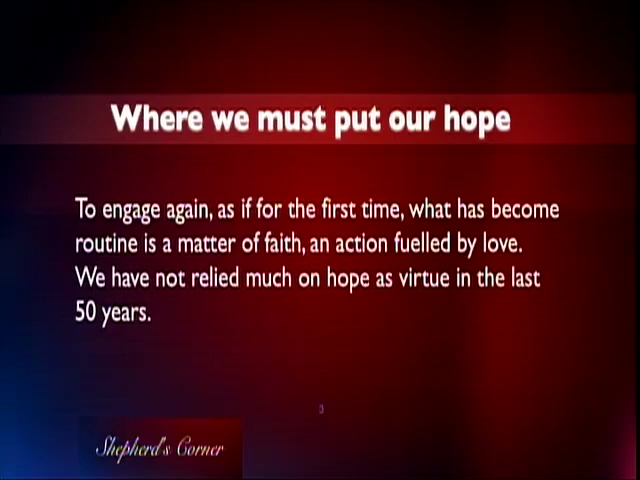 Where we must put our hope
To engage again, as if for the first time, what has become
routine is a matter of faith, an action fuelled by love.
We have not relied much on hope as virtue in the last
50 years.
Shepherd's Corner